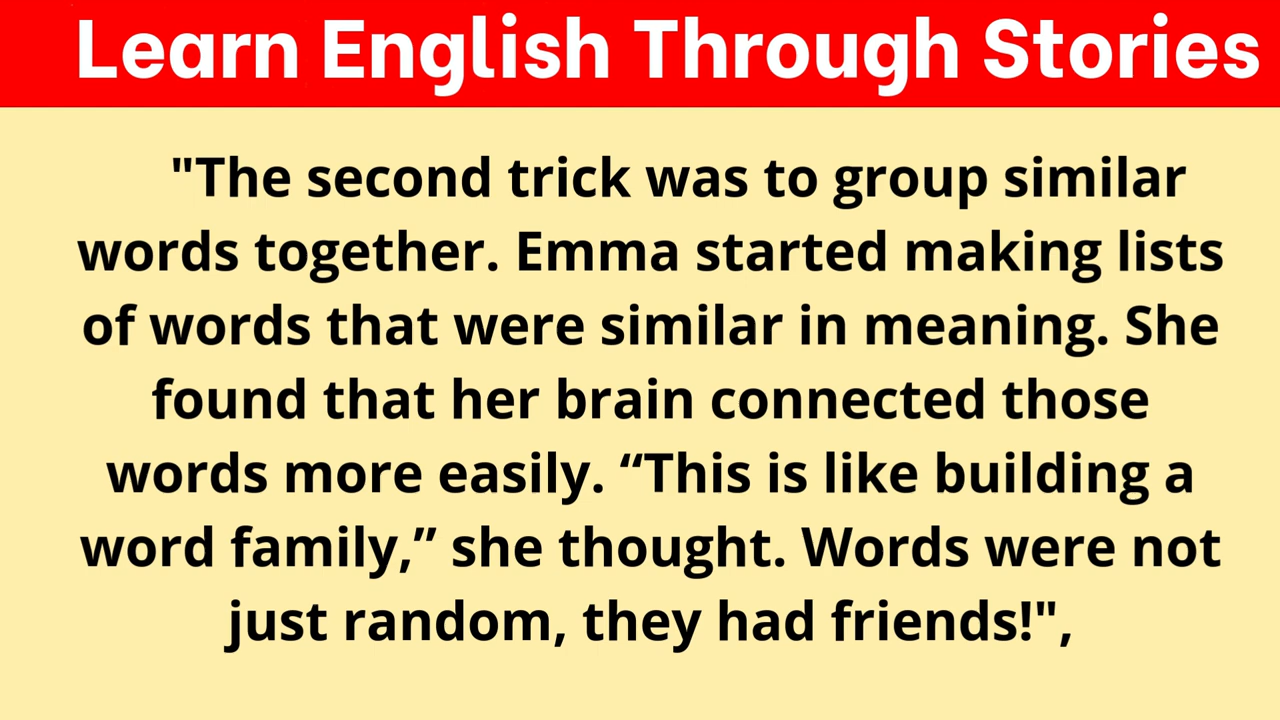 Learn English Through Stories
"The second trick was to group similar
words together. Emma started making lists
of words that were similar in meaning. She
found that her brain connected those
words more easily. “This is like building a
word family,” she thought. Words were not
just random, they had friends!",